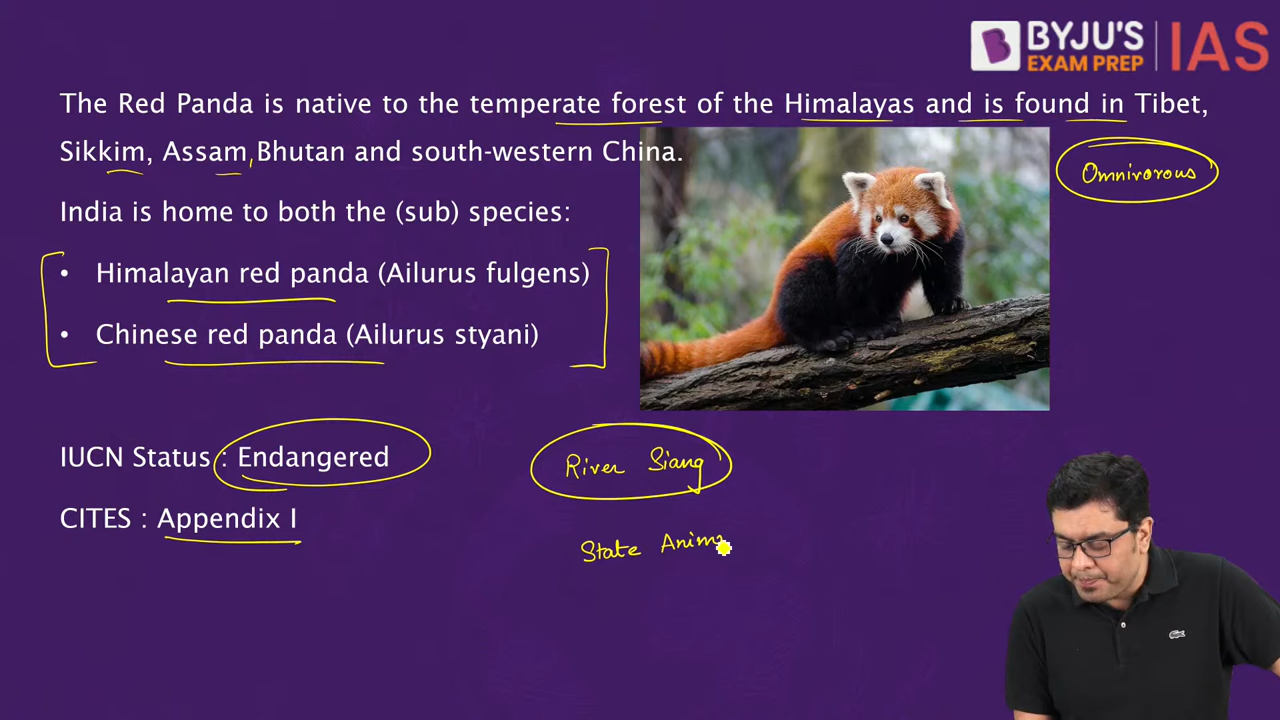 BYJU'S
EXAM PREP
IAS
The Red Panda is native to the temperate forest of the Himalayas and is found in Tibet,
Sikkim, Assam, Bhutan and south-western China.
Omnivorous
India is home to both the (sub) species:
• Himalayan red panda (Ailurus fulgens)
• Chinese red panda (Ailurus styani)
IUCN Status : Endangered
River Siang
CITES : Appendix I
State Anima